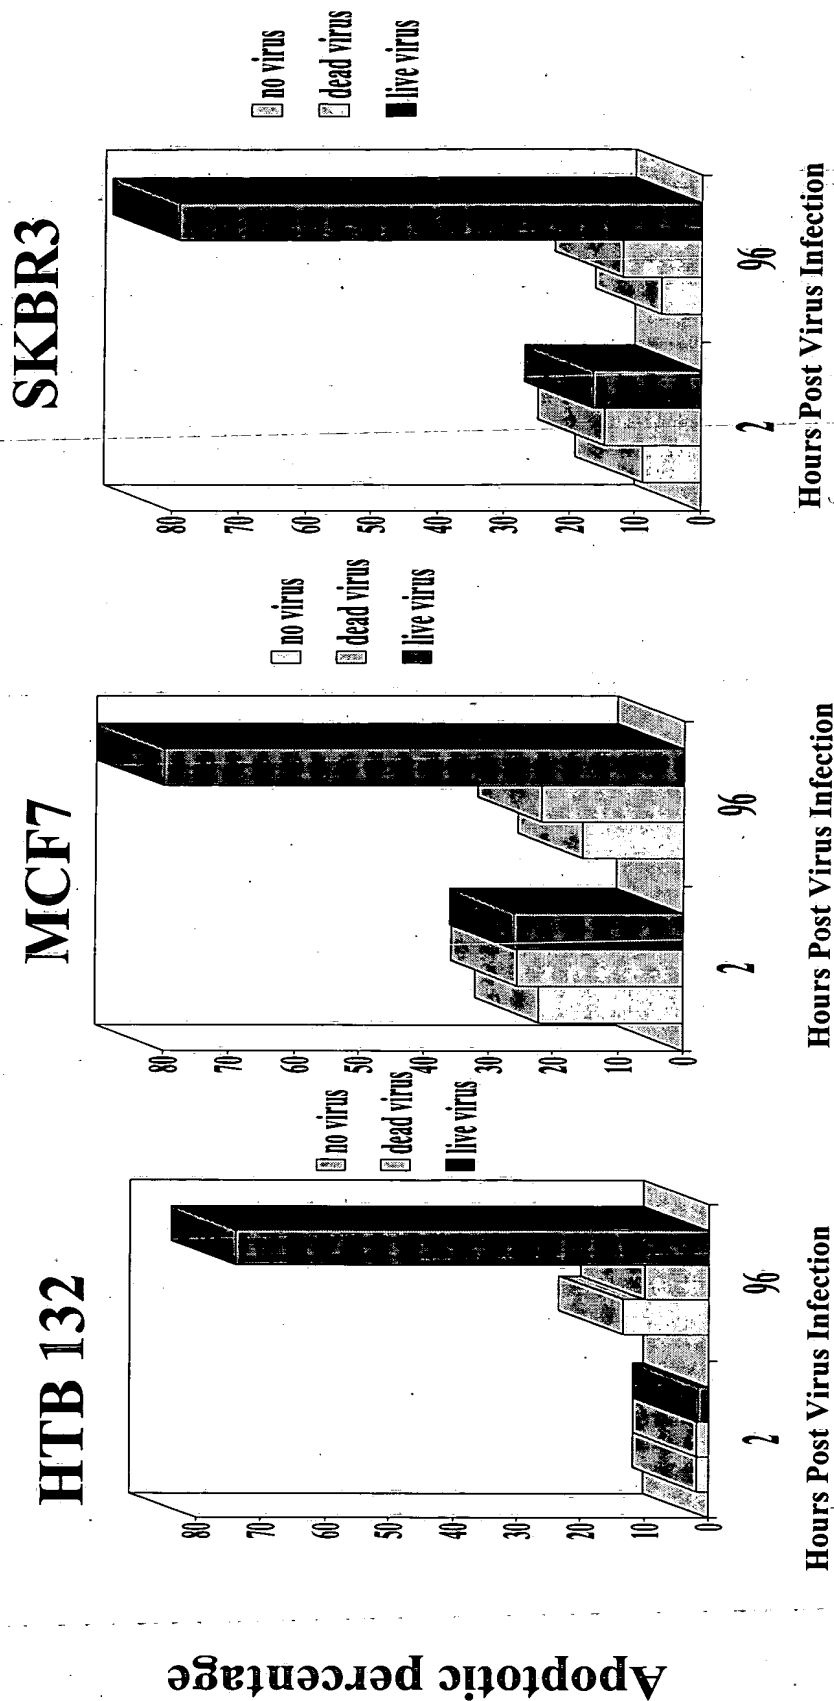 Apoptotic percentage
HTB 132
80
70
60
50
40
30
20
10
0
2
96
Hours Post Virus Infection
no virus
dead virus
live virus
MCF7
80
70
60
50
40
30
20
10
0
2
96
Hours Post Virus Infection
no virus
dead virus
live virus
SKBR3
80
70
60
50
40
30
20
10
0
2
96
Hours Post Virus Infection
no virus
dead virus
live virus